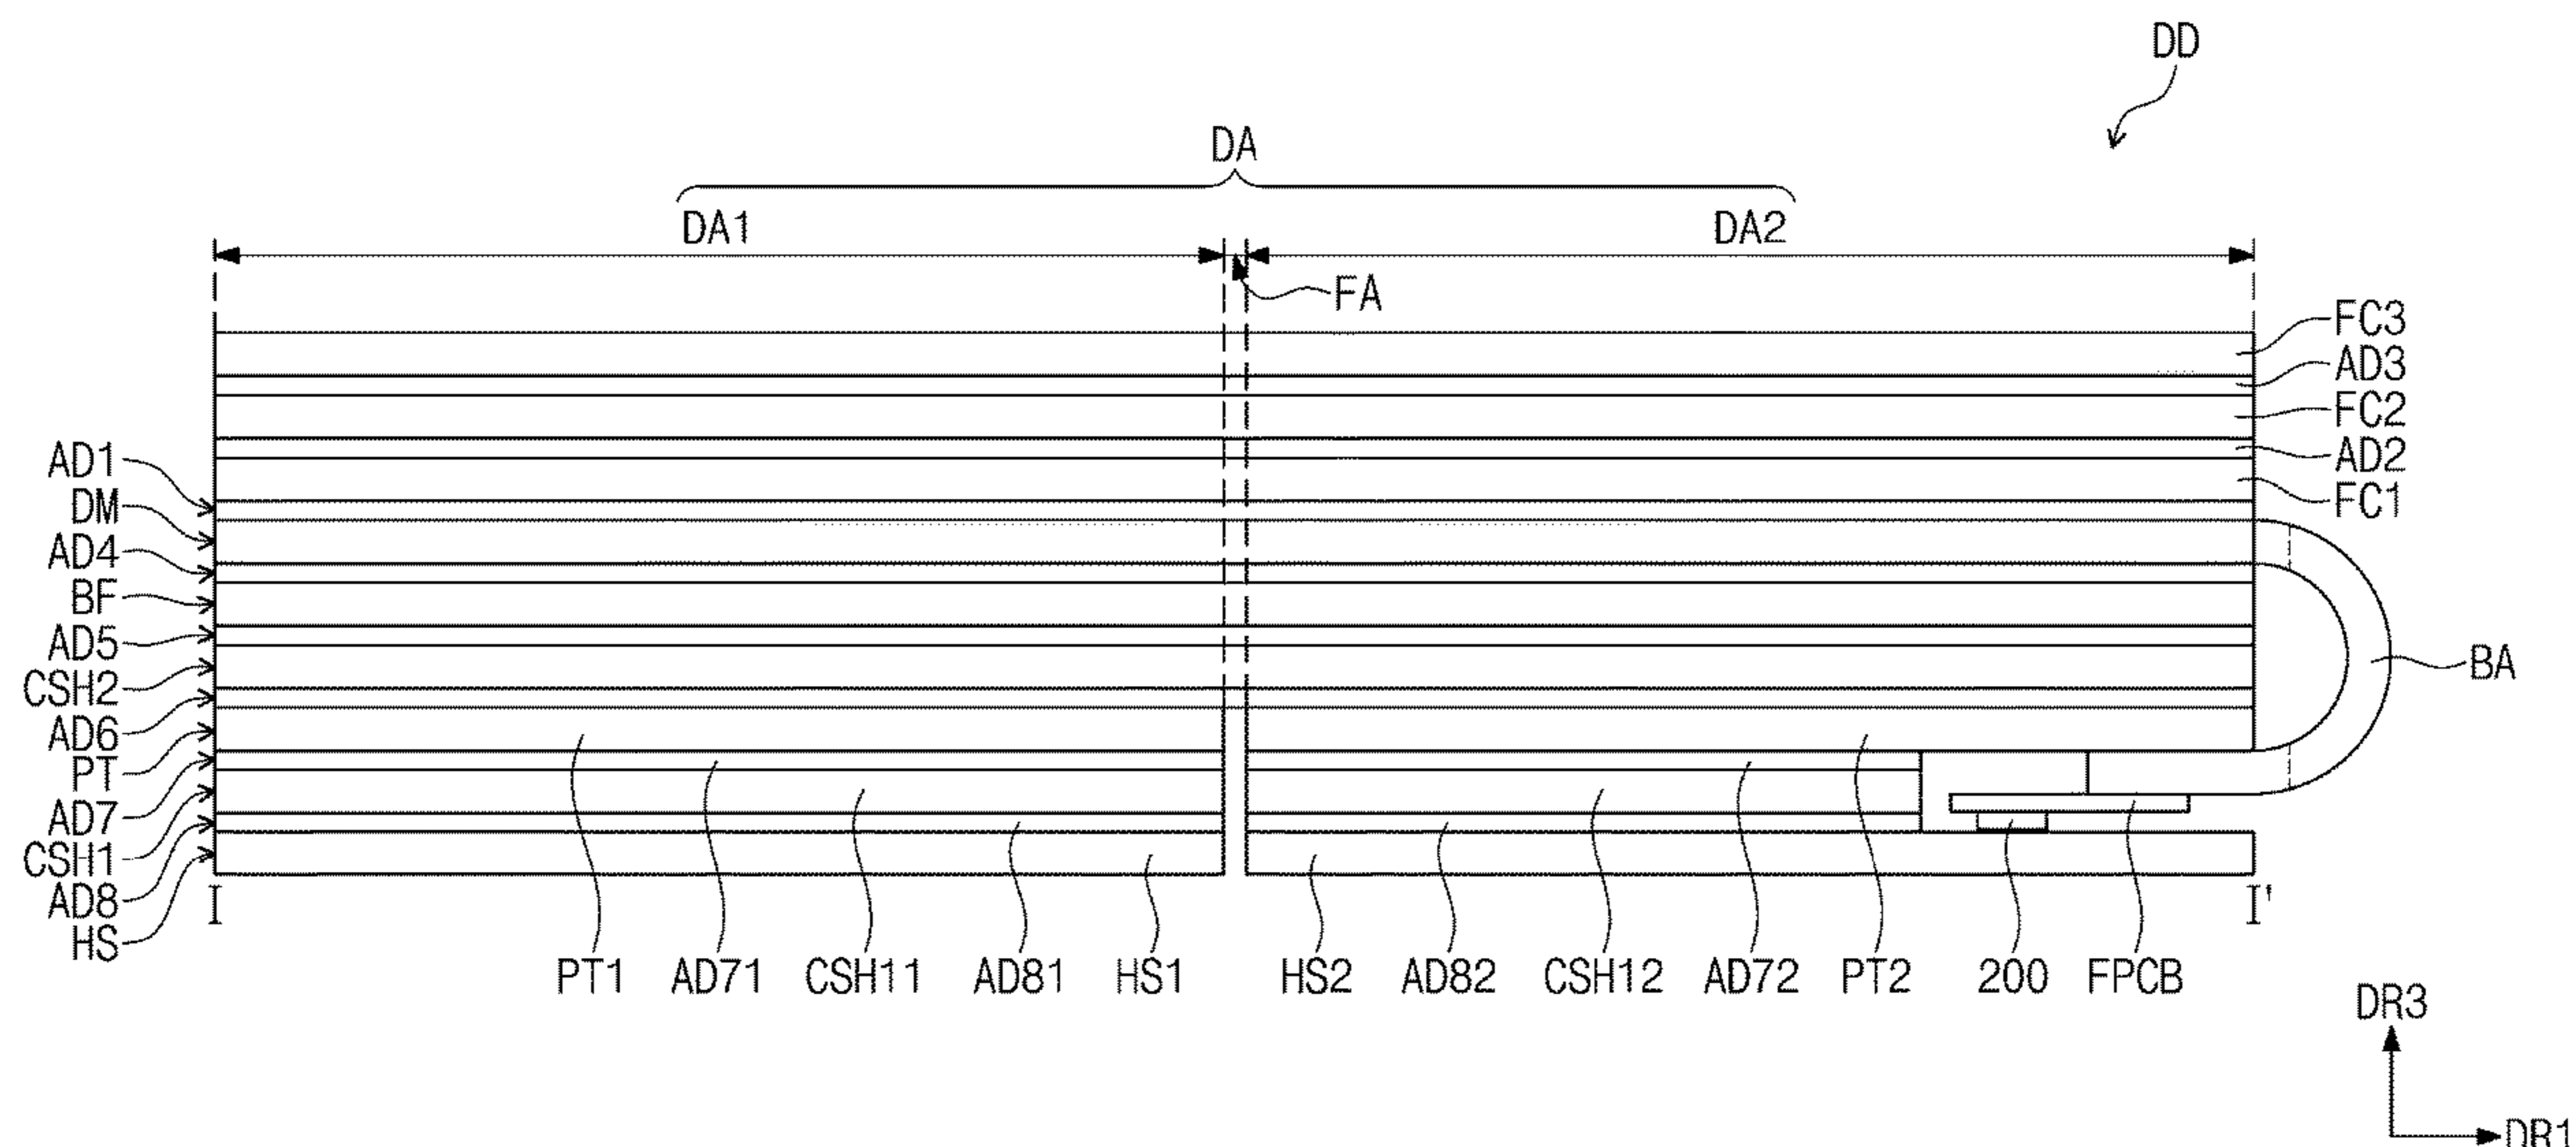 DD
DA
DA1
DA2
FA
FC3
AD3
FC2
AD2
FC1
AD1
DM
AD4
BF
AD5
CSH2
AD6
PT
AD7
CSH1
AD8
HS
BA
I
I'
PT1 AD71 CSH11 AD81 HS1 HS2 AD82 CSH12 AD72 PT2 200 FPCB
DR3
DR1